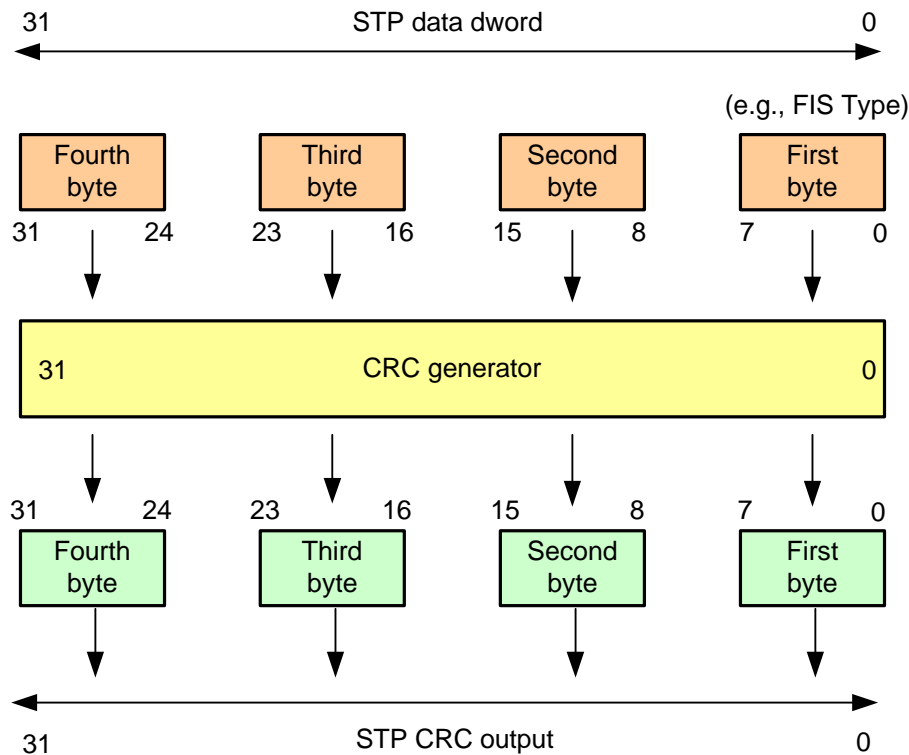 31 STP data dword 0
(e.g., FIS Type)
Fourth byte Third byte Second byte First byte
31 24 23 16 15 8 7 0
31 CRC generator 0
31 24 23 16 15 8 7 0
Fourth byte Third byte Second byte First byte
31 STP CRC output 0